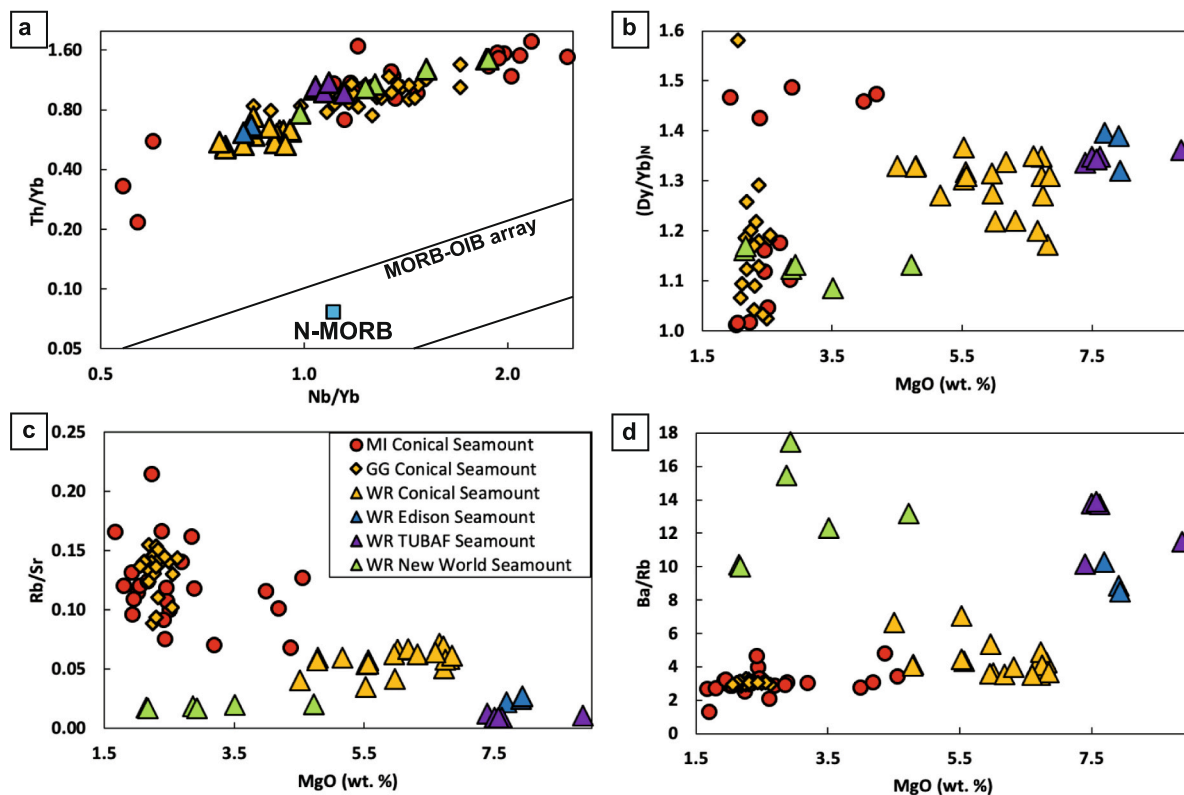 a
1.60
0.80
0.40
0.20
0.10
0.05
Th/Yb
MORB-OIB array
N-MORB
0.5
1.0
2.0
Nb/Yb
b
1.6
1.5
1.4
1.3
1.2
1.1
1.0
(Dy/Yb)N
1.5
3.5
5.5
7.5
MgO (wt. %)
c
0.25
0.20
0.15
0.10
0.05
0.00
Rb/Sr
MI Conical Seamount
GG Conical Seamount
WR Conical Seamount
WR Edison Seamount
WR TUBAF Seamount
WR New World Seamount
1.5
3.5
5.5
7.5
MgO (wt. %)
d
18
16
14
12
10
8
6
4
2
0
Ba/Rb
1.5
3.5
5.5
7.5
MgO (wt. %)